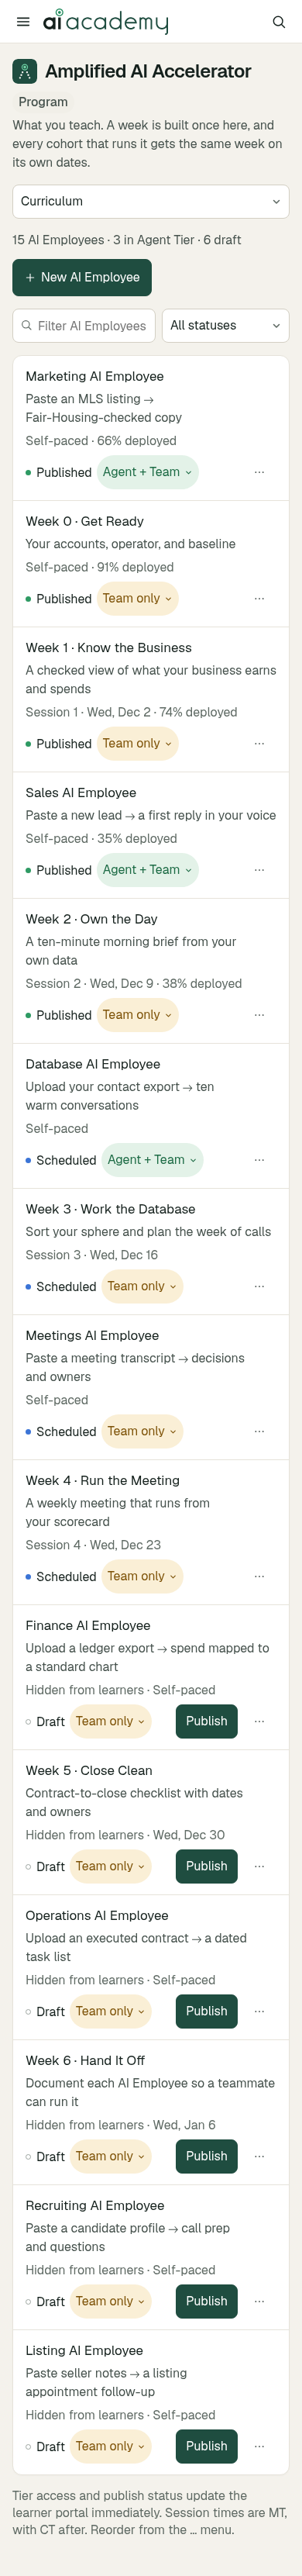 ai academy
Amplified AI Accelerator
Program
What you teach. A week is built once here, and
every cohort that runs it gets the same week on
its own dates.
Curriculum
15 AI Employees · 3 in Agent Tier · 6 draft
+ New AI Employee
Filter AI Employees
All statuses
Marketing AI Employee
Paste an MLS listing →
Fair-Housing-checked copy
Self-paced · 66% deployed
Published Agent + Team ...
Week 0 · Get Ready
Your accounts, operator, and baseline
Self-paced · 91% deployed
Published Team only ...
Week 1 · Know the Business
A checked view of what your business earns
and spends
Session 1 · Wed, Dec 2 · 74% deployed
Published Team only ...
Sales AI Employee
Paste a new lead → a first reply in your voice
Self-paced · 35% deployed
Published Agent + Team ...
Week 2 · Own the Day
A ten-minute morning brief from your
own data
Session 2 · Wed, Dec 9 · 38% deployed
Published Team only ...
Database AI Employee
Upload your contact export → ten
warm conversations
Self-paced
Scheduled Agent + Team ...
Week 3 · Work the Database
Sort your sphere and plan the week of calls
Session 3 · Wed, Dec 16
Scheduled Team only ...
Meetings AI Employee
Paste a meeting transcript → decisions
and owners
Self-paced
Scheduled Team only ...
Week 4 · Run the Meeting
A weekly meeting that runs from
your scorecard
Session 4 · Wed, Dec 23
Scheduled Team only ...
Finance AI Employee
Upload a ledger export → spend mapped to
a standard chart
Hidden from learners · Self-paced
Draft Team only Publish ...
Week 5 · Close Clean
Contract-to-close checklist with dates
and owners
Hidden from learners · Wed, Dec 30
Draft Team only Publish ...
Operations AI Employee
Upload an executed contract → a dated
task list
Hidden from learners · Self-paced
Draft Team only Publish ...
Week 6 · Hand It Off
Document each AI Employee so a teammate
can run it
Hidden from learners · Wed, Jan 6
Draft Team only Publish ...
Recruiting AI Employee
Paste a candidate profile → call prep
and questions
Hidden from learners · Self-paced
Draft Team only Publish ...
Listing AI Employee
Paste seller notes → a listing
appointment follow-up
Hidden from learners · Self-paced
Draft Team only Publish ...
Tier access and publish status update the
learner portal immediately. Session times are MT,
with CT after. Reorder from the … menu.